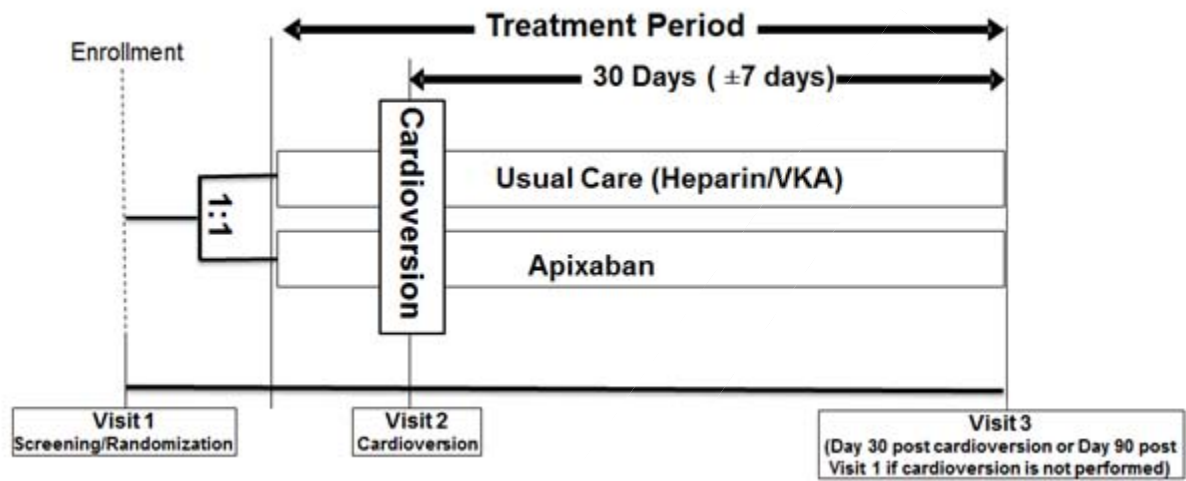 Treatment Period
Enrollment
30 Days ( ±7 days)
Cardioversion
Usual Care (Heparin/VKA)
1:1
Apixaban
Visit 1
Screening/Randomization
Visit 2
Cardioversion
Visit 3
(Day 30 post cardioversion or Day 90 post
Visit 1 if cardioversion is not performed)